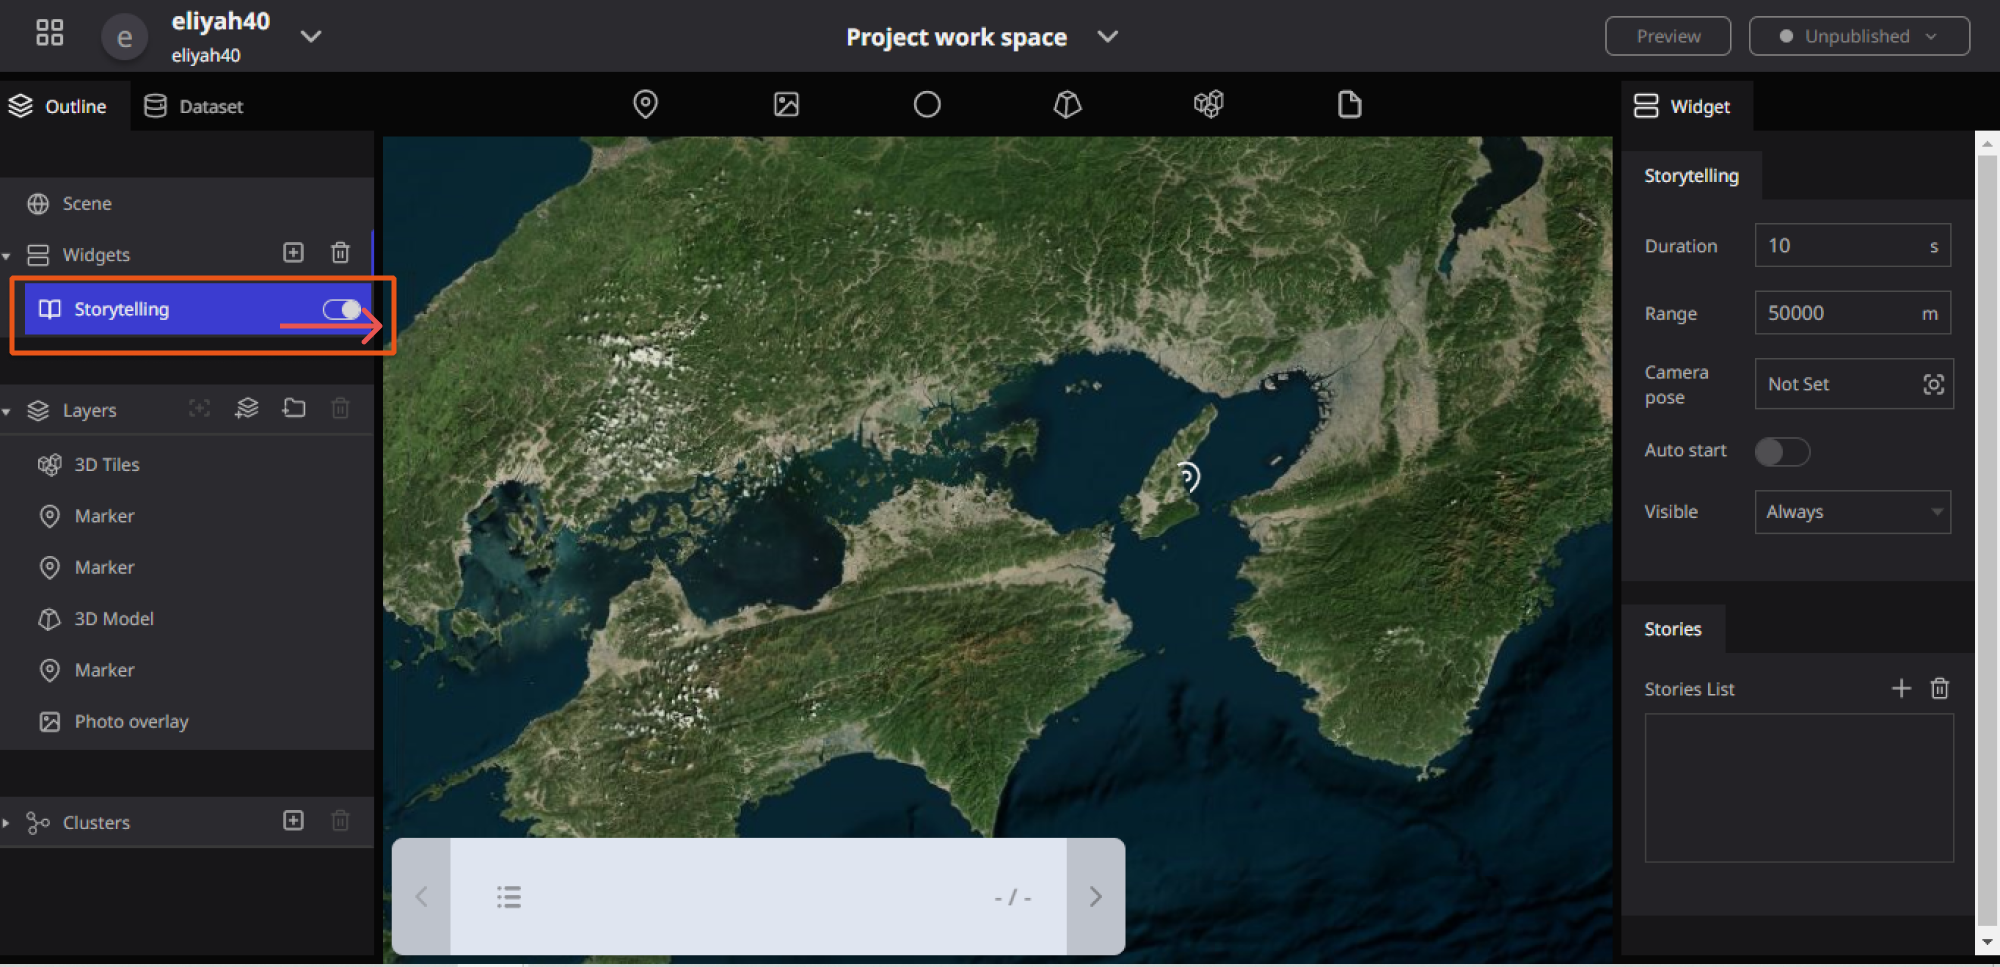 e
eliyah40
eliyah40
Project work space
Preview
Unpublished
Outline
Dataset
Widget
Scene
Widgets
Storytelling
Layers
3D Tiles
Marker
Marker
3D Model
Marker
Photo overlay
Clusters
- / -
Storytelling
Duration 10 s
Range 50000 m
Camera
pose
Not Set
Auto start
Visible Always
Stories
Stories List